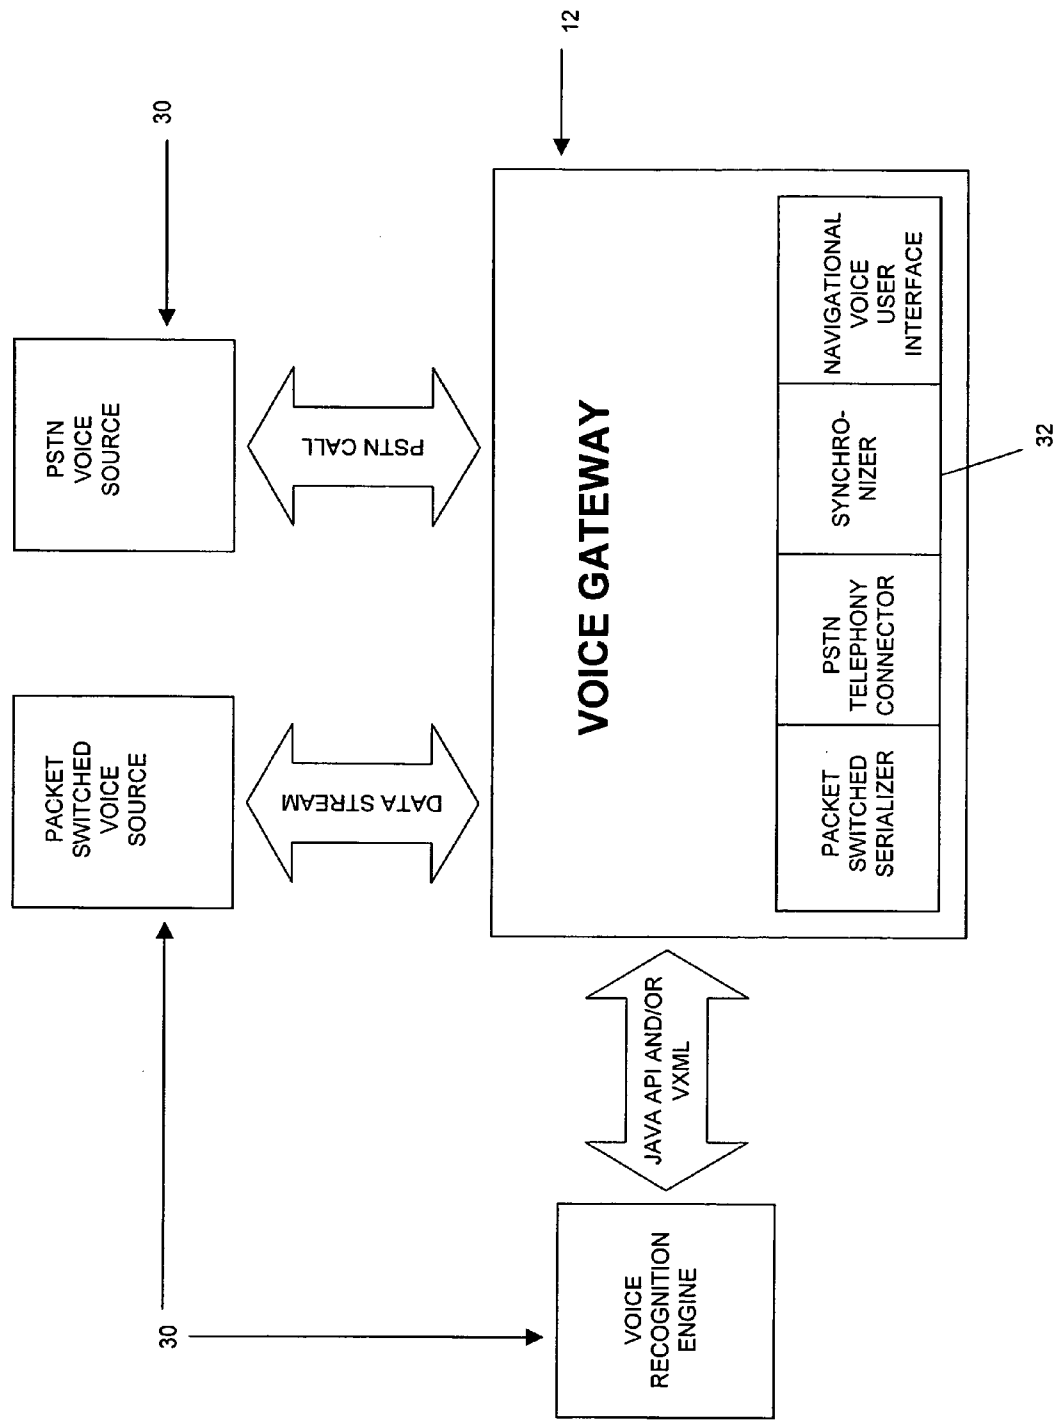 30
12
PSTN
VOICE
SOURCE
PACKET
SWITCHED
VOICE
SOURCE
PSTN CALL
DATA STREAM
VOICE GATEWAY
NAVIGATIONAL
VOICE
USER
INTERFACE
SYNCHRO-
NIZER
PSTN
TELEPHONY
CONNECTOR
PACKET
SWITCHED
SERIALIZER
32
JAVA API AND/OR
VXML
30
VOICE
RECOGNITION
ENGINE